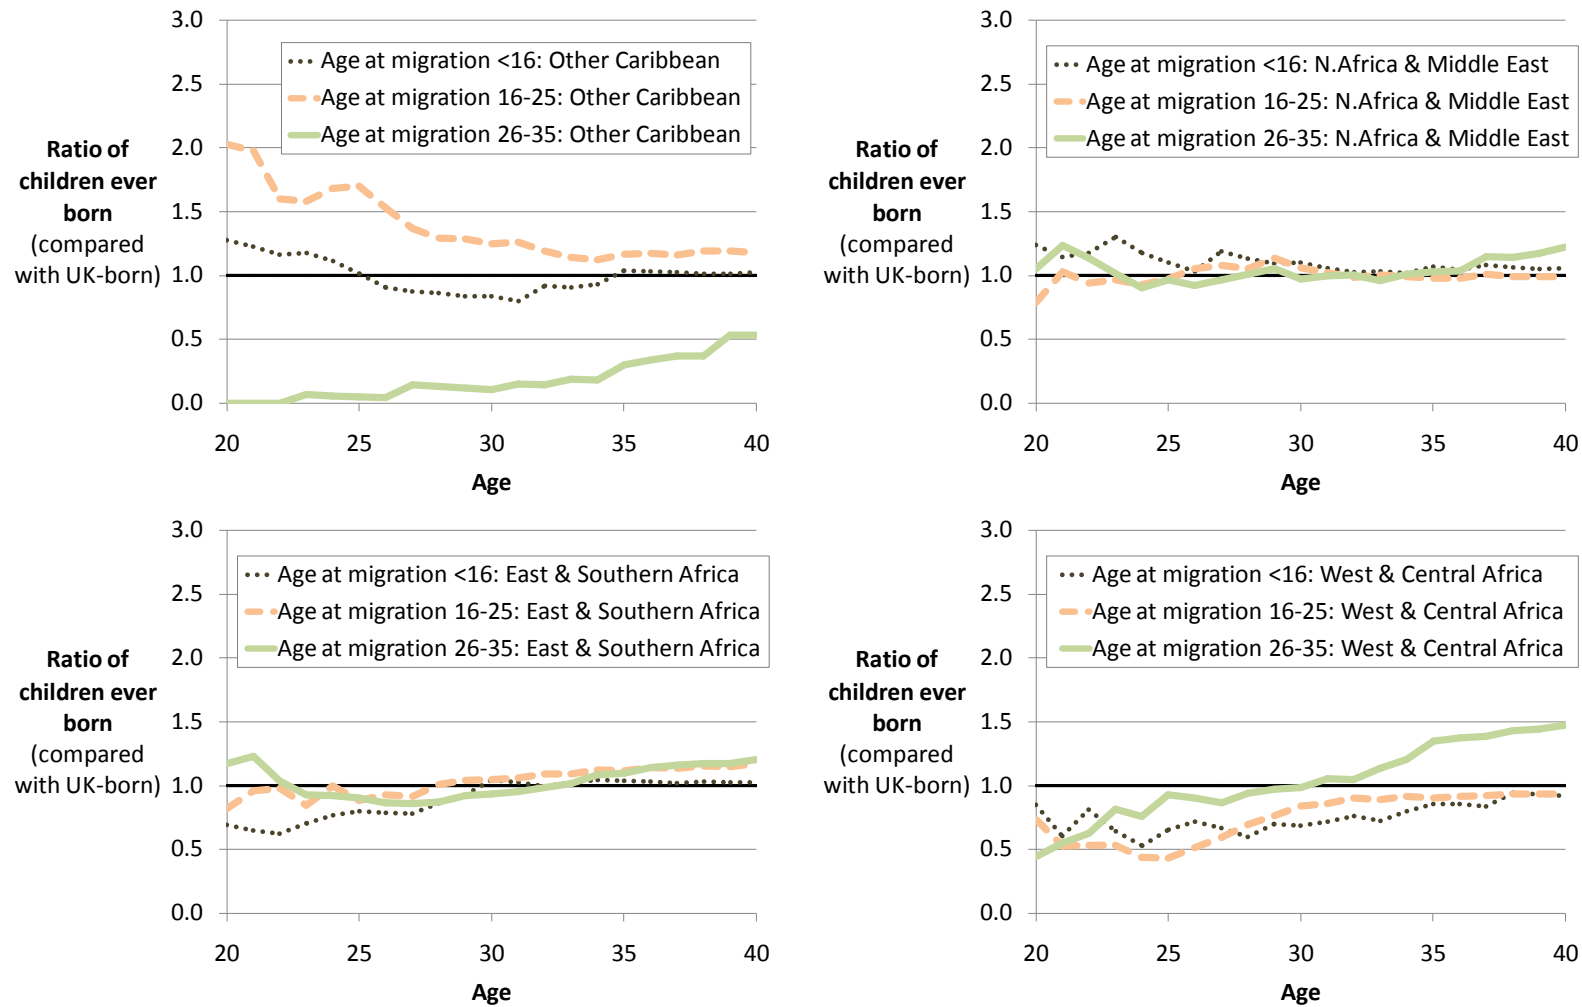 3.0
2.5
2.0
1.5
1.0
0.5
0.0
Ratio of
children ever
born
(compared
with UK-born)
Age at migration <16: Other Caribbean
Age at migration 16-25: Other Caribbean
Age at migration 26-35: Other Caribbean
20 25 30 35 40
Age
3.0
2.5
2.0
1.5
1.0
0.5
0.0
Ratio of
children ever
born
(compared
with UK-born)
Age at migration <16: N.Africa & Middle East
Age at migration 16-25: N.Africa & Middle East
Age at migration 26-35: N.Africa & Middle East
20 25 30 35 40
Age
3.0
2.5
2.0
1.5
1.0
0.5
0.0
Ratio of
children ever
born
(compared
with UK-born)
Age at migration <16: East & Southern Africa
Age at migration 16-25: East & Southern Africa
Age at migration 26-35: East & Southern Africa
20 25 30 35 40
Age
3.0
2.5
2.0
1.5
1.0
0.5
0.0
Ratio of
children ever
born
(compared
with UK-born)
Age at migration <16: West & Central Africa
Age at migration 16-25: West & Central Africa
Age at migration 26-35: West & Central Africa
20 25 30 35 40
Age